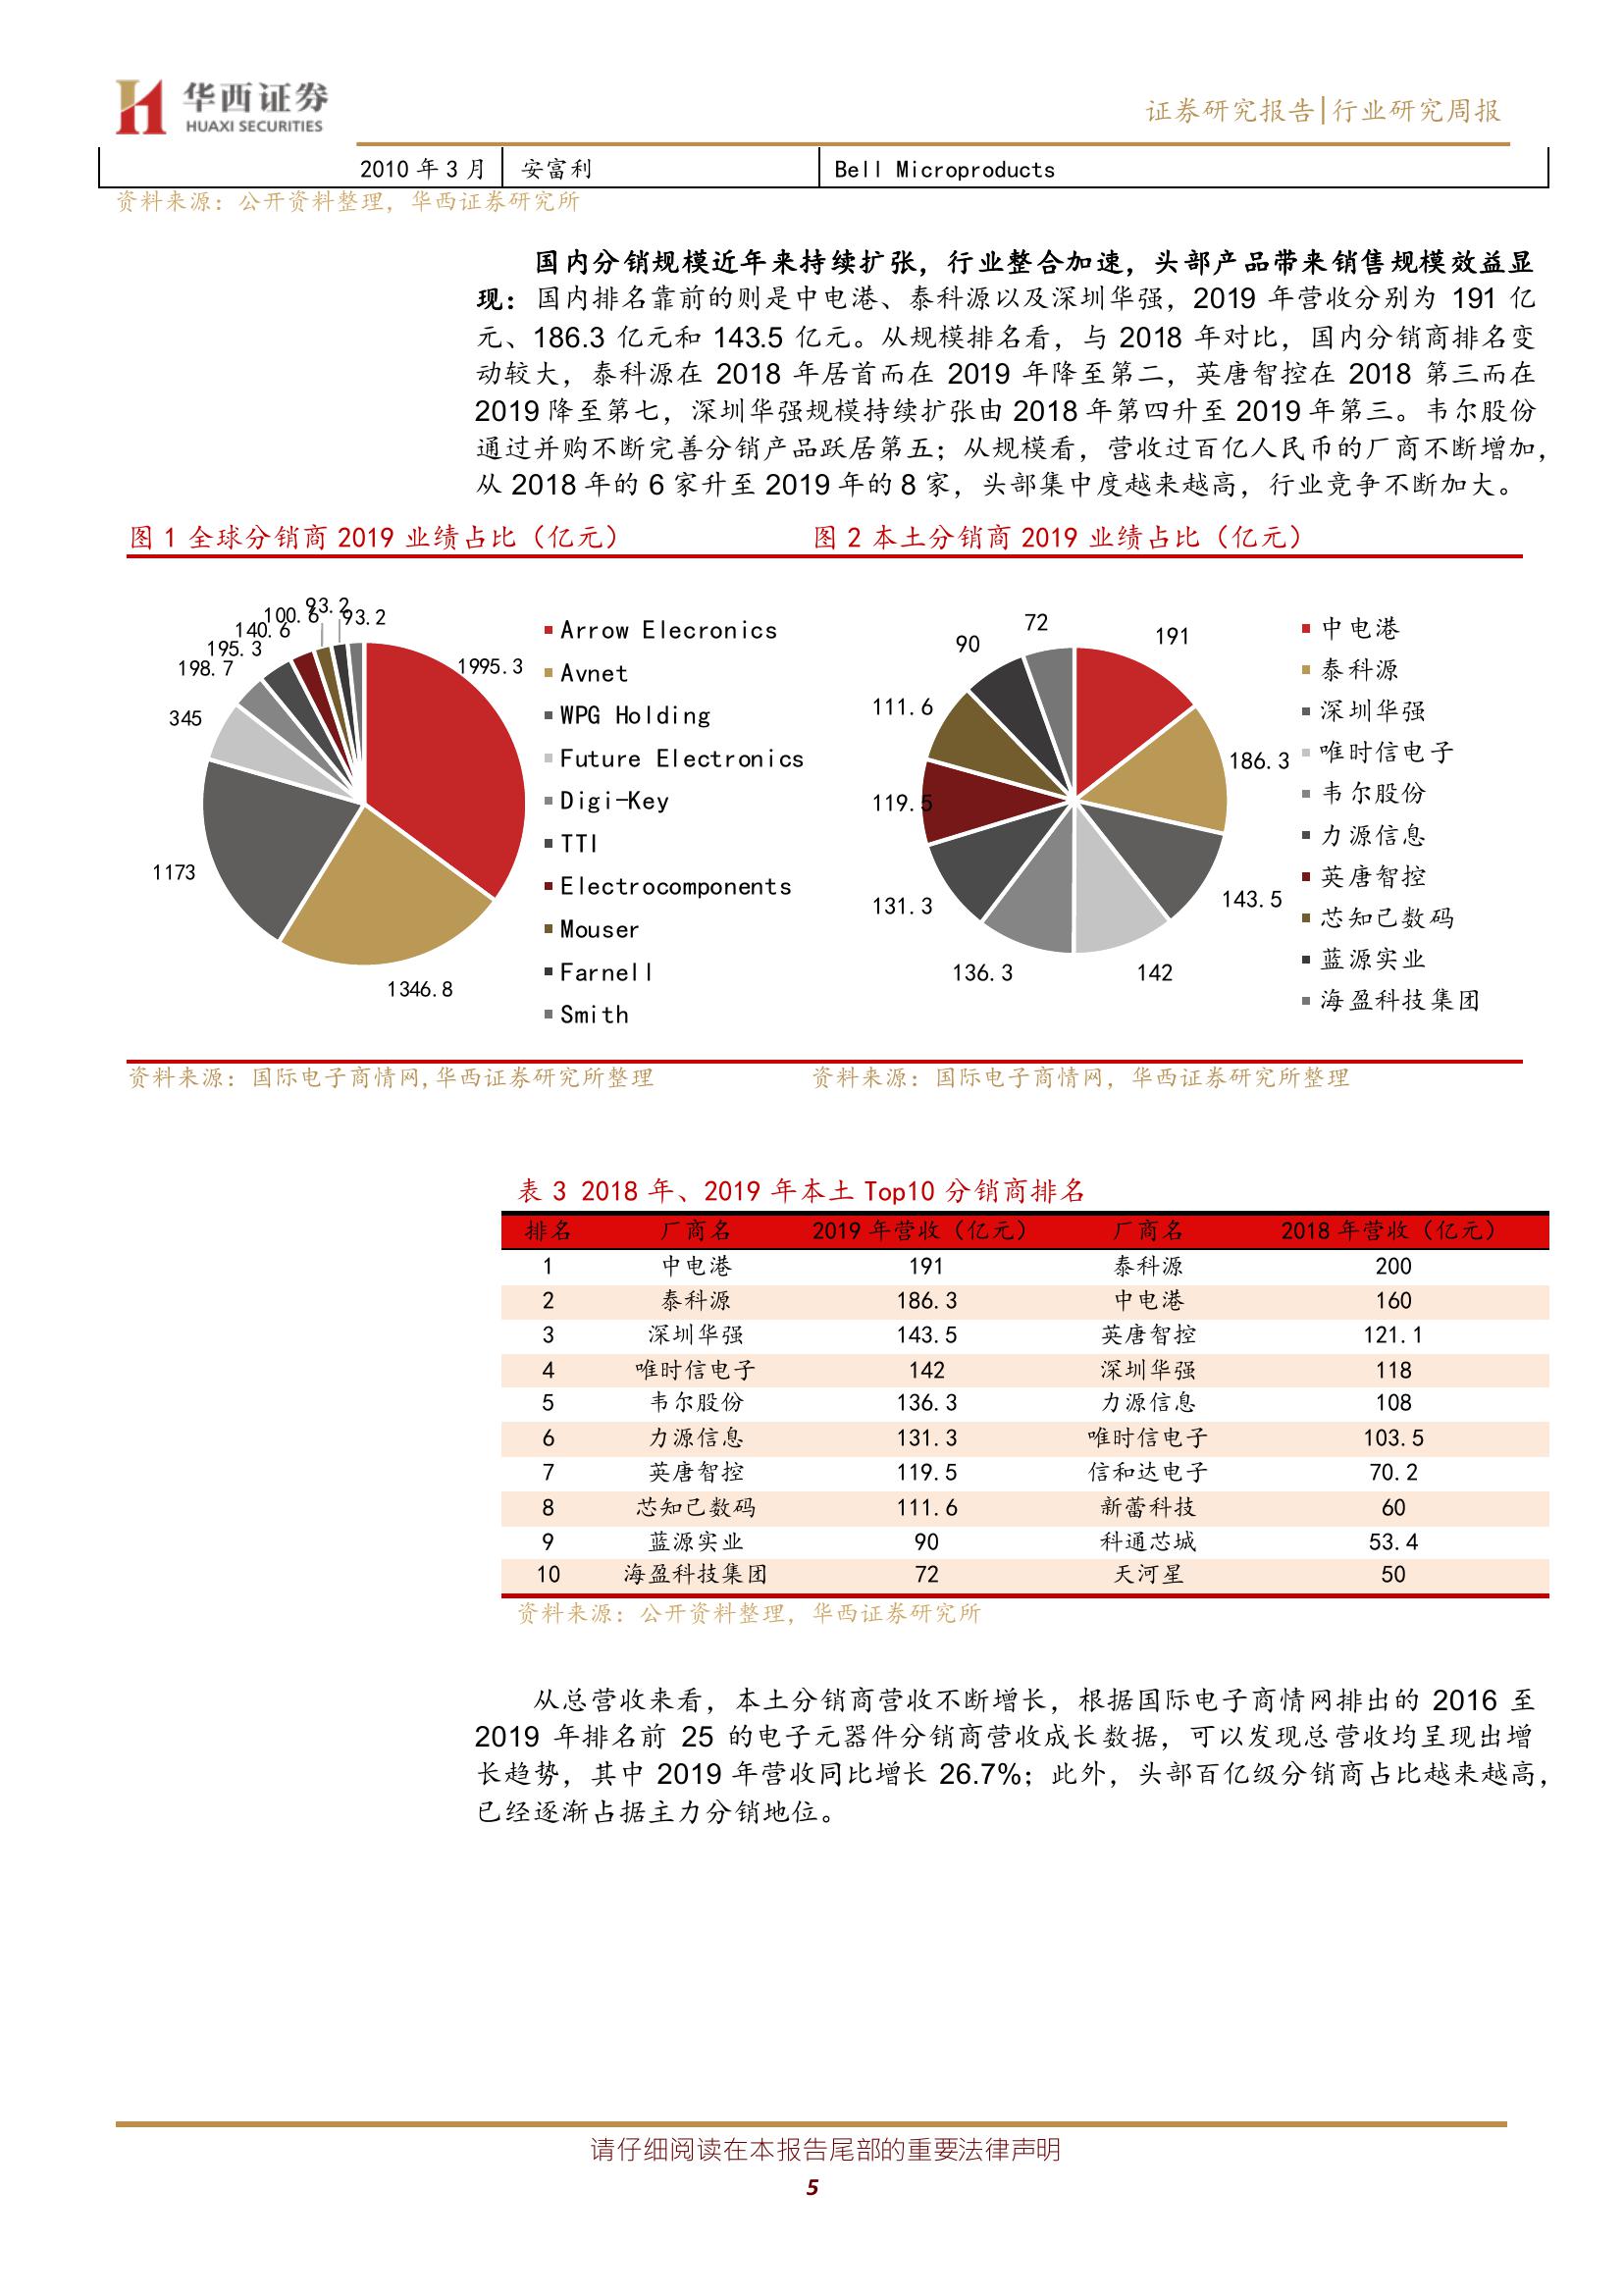 华西证券
HUAXI SECURITIES
证券研究报告|行业研究周报
2010 年 3 月 安富利 Bell Microproducts
资料来源：公开资料整理，华西证券研究所
国内分销规模近年来持续扩张，行业整合加速，头部产品带来销售规模效益显
现：国内排名靠前的则是中电港、泰科源以及深圳华强，2019 年营收分别为 191 亿
元、186.3 亿元和 143.5 亿元。从规模排名看，与 2018 年对比，国内分销商排名变
动较大，泰科源在 2018 年居首而在 2019 年降至第二，英唐智控在 2018 第三而在
2019 降至第七，深圳华强规模持续扩张由 2018 年第四升至 2019 年第三。韦尔股份
通过并购不断完善分销产品跃居第五；从规模看，营收过百亿人民币的厂商不断增加，
从 2018 年的 6 家升至 2019 年的 8 家，头部集中度越来越高，行业竞争不断加大。
图 1 全球分销商 2019 业绩占比（亿元）
1995.3
1346.8
1173
345
198.7
195.3
140.6
100.6
93.2
93.2
Arrow Elecronics
Avnet
WPG Holding
Future Electronics
Digi-Key
TTI
Electrocomponents
Mouser
Farnell
Smith
资料来源：国际电子商情网,华西证券研究所整理
图 2 本土分销商 2019 业绩占比（亿元）
191
186.3
143.5
142
136.3
131.3
119.5
111.6
90
72
中电港
泰科源
深圳华强
唯时信电子
韦尔股份
力源信息
英唐智控
芯知己数码
蓝源实业
海盈科技集团
资料来源：国际电子商情网，华西证券研究所整理
表 3 2018 年、2019 年本土 Top10 分销商排名
排名 厂商名 2019 年营收（亿元） 厂商名 2018 年营收（亿元）
1 中电港 191 泰科源 200
2 泰科源 186.3 中电港 160
3 深圳华强 143.5 英唐智控 121.1
4 唯时信电子 142 深圳华强 118
5 韦尔股份 136.3 力源信息 108
6 力源信息 131.3 唯时信电子 103.5
7 英唐智控 119.5 信和达电子 70.2
8 芯知己数码 111.6 新蕾科技 60
9 蓝源实业 90 科通芯城 53.4
10 海盈科技集团 72 天河星 50
资料来源：公开资料整理，华西证券研究所
从总营收来看，本土分销商营收不断增长，根据国际电子商情网排出的 2016 至
2019 年排名前 25 的电子元器件分销商营收成长数据，可以发现总营收均呈现出增
长趋势，其中 2019 年营收同比增长 26.7%；此外，头部百亿级分销商占比越来越高，
已经逐渐占据主力分销地位。
请仔细阅读在本报告尾部的重要法律声明
5